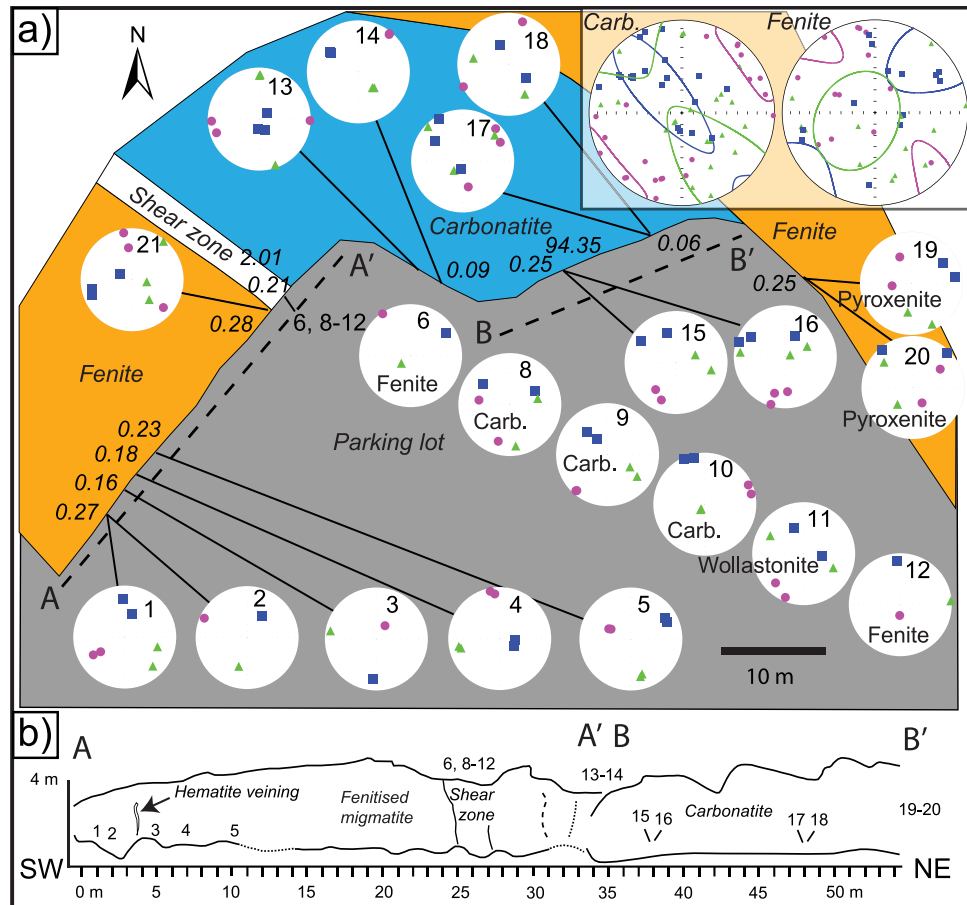 a)
N
Carb.
Fenite
14
18
13
17
Shear zone
Carbonatite
21
2.01
A'
94.35
0.06
Fenite
19
0.21
0.09
0.25
B'
0.25
Pyroxenite
0.28
6, 8-12
6
B
15
16
20
Fenite
Fenite
8
Pyroxenite
Carb.
9
0.23
Parking lot
Carb.
10
0.18
0.16
Carb.
11
0.27
Wollastonite
12
A
1
2
3
4
5
Fenite
10 m
b)
A
A' B
B'
4 m
6, 8-12
13-14
Hematite veining
Fenitised
migmatite
Shear
zone
Carbonatite
19-20
1
2
3
4
5
15
16
17
18
SW
NE
0 m
5
10
15
20
25
30
35
40
45
50 m